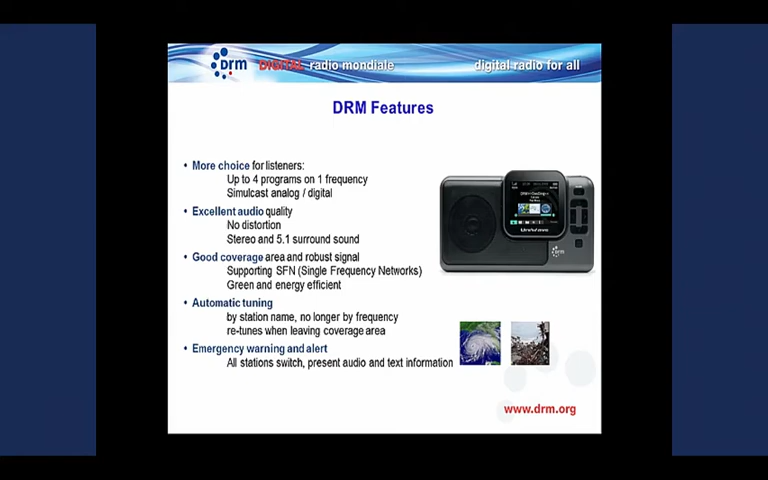 drm DIGITAL radio mondiale digital radio for all
DRM Features
• More choice for listeners:
Up to 4 programs on 1 frequency
Simulcast analog / digital
• Excellent audio quality
No distortion
Stereo and 5.1 surround sound
• Good coverage area and robust signal
Supporting SFN (Single Frequency Networks)
Green and energy efficient
• Automatic tuning
by station name, no longer by frequency
re-tunes when leaving coverage area
• Emergency warning and alert
All stations switch, present audio and text information
UniWave
drm
www.drm.org